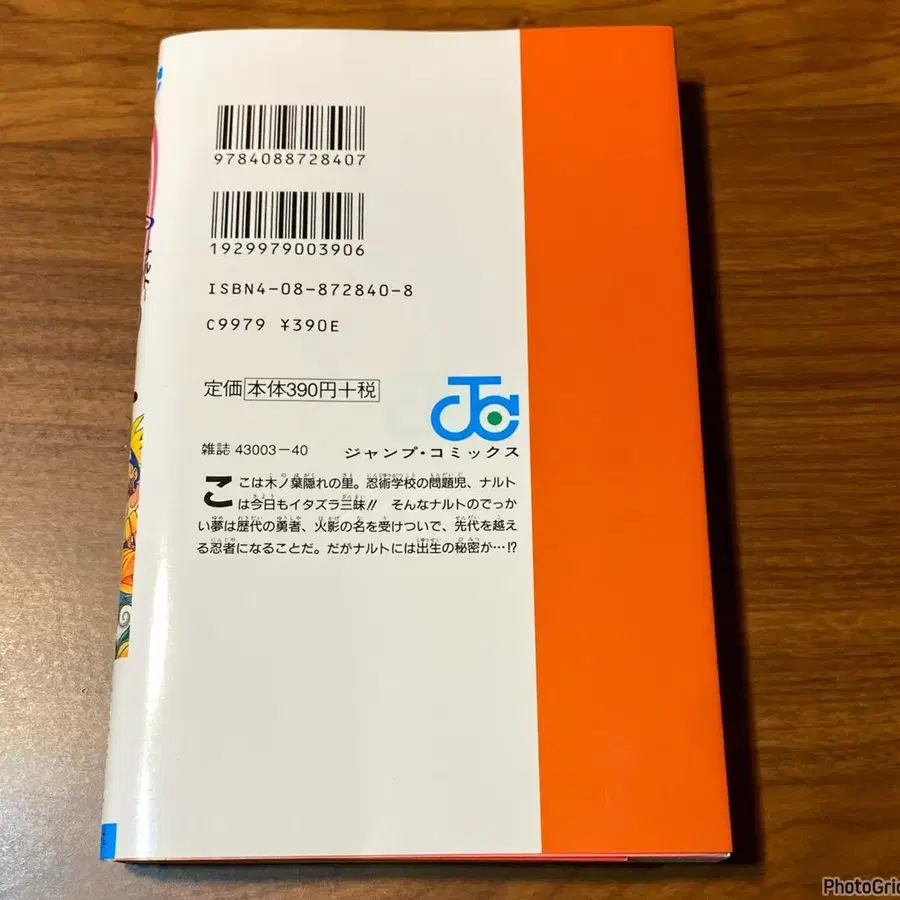 9784088728407
1929979003906
ISBN4-08-872840-8
C9979 ¥390E
定価 本体390円+税
雑誌 43003-40
ジャンプ・コミックス
ここは木ノ葉隠れの里。忍術学校の問題児、ナルト
は今日もイタズラ三昧!! そんなナルトのでっか
い夢は歴代の勇者、火影の名を受けついで、先代を越え
る忍者になることだ。だがナルトには出生の秘密が…!?
ナルト
PhotoGrid